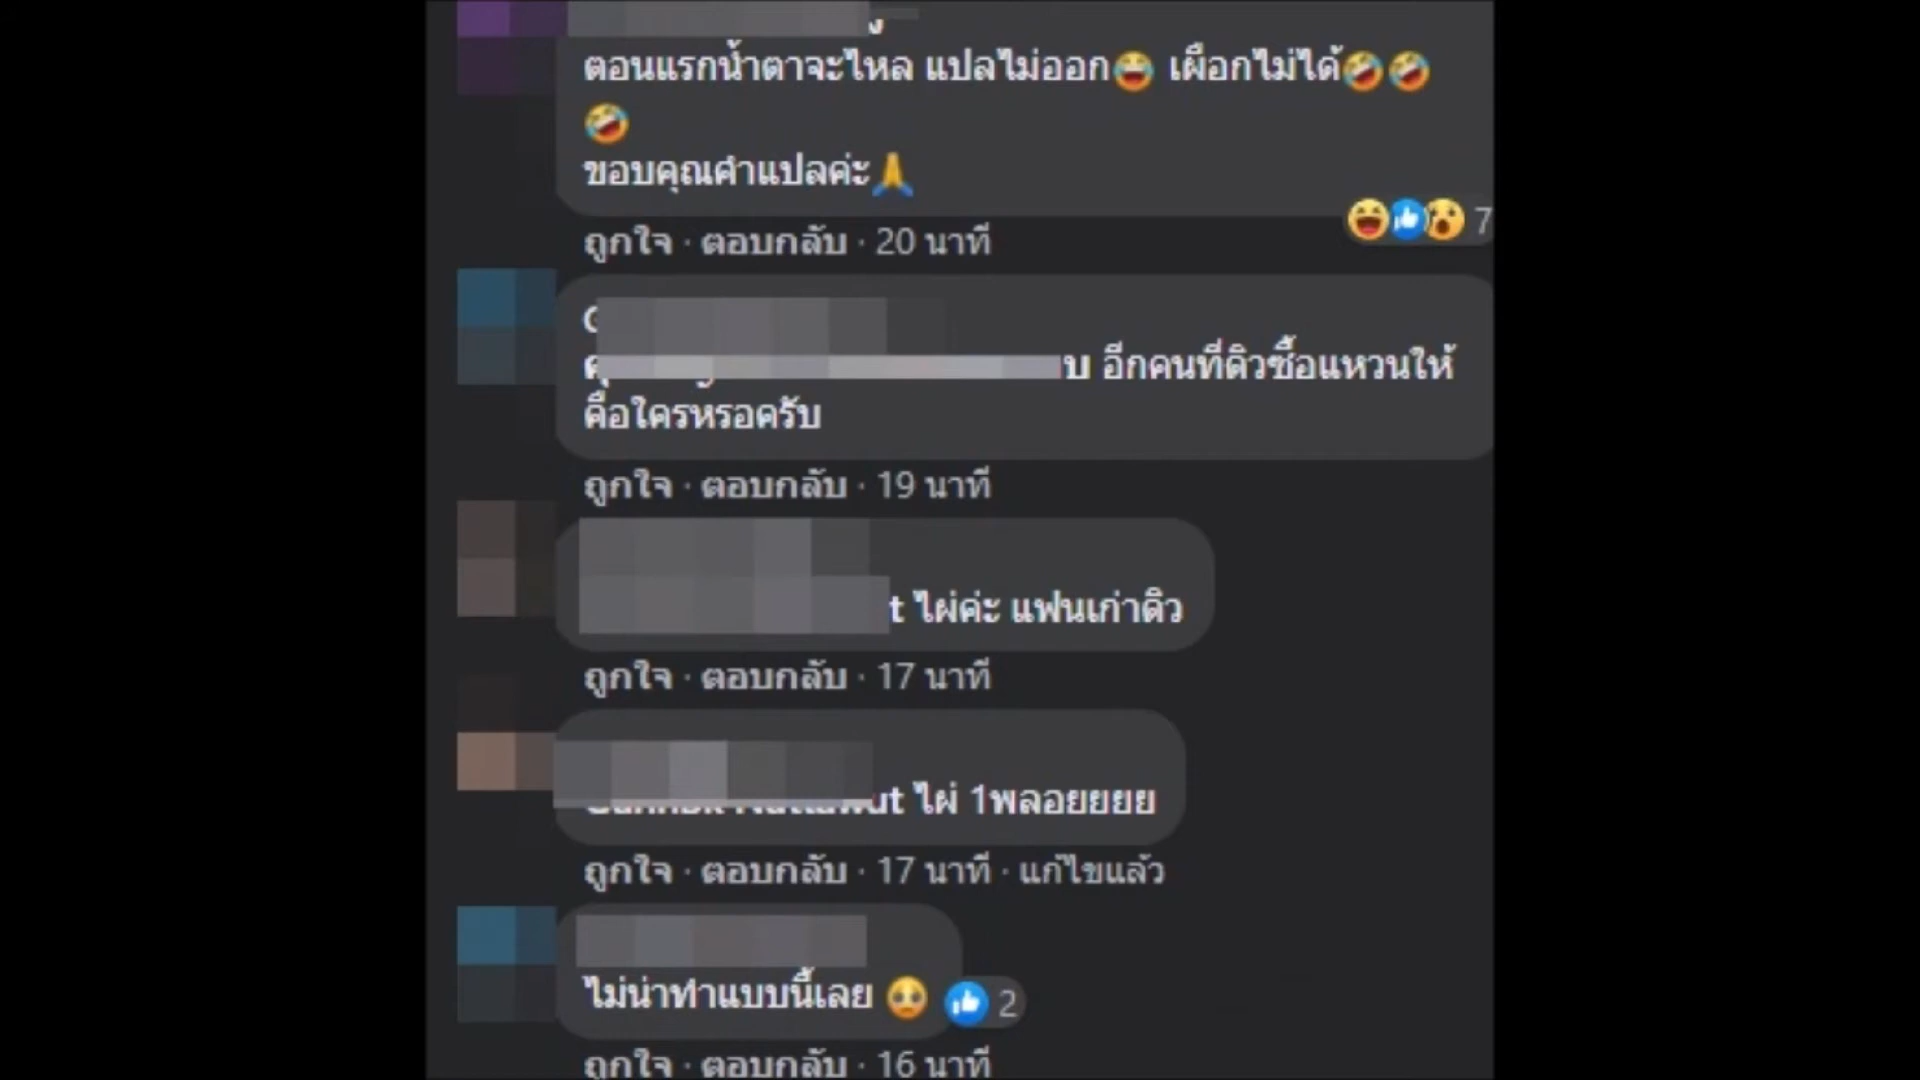 ตอนแรกน้ำตาจะไหล แปลไม่ออก😆 เผือกไม่ได้🤣🤣
🤣
ขอบคุณคำแปลค่ะ🙏
7
ถูกใจ · ตอบกลับ · 20 นาที
อีกคนที่ดิวซื้อแหวนให้
คือใครหรอครับ
ถูกใจ · ตอบกลับ · 19 นาที
t ไผ่ค่ะ แฟนเก่าดิว
ถูกใจ · ตอบกลับ · 17 นาที
ไผ่ 1พลอยยยย
ถูกใจ · ตอบกลับ · 17 นาที · แก้ไขแล้ว
ไม่น่าทำแบบนี้เลย 🥺 2
ถูกใจ · ตอบกลับ · 16 นาที